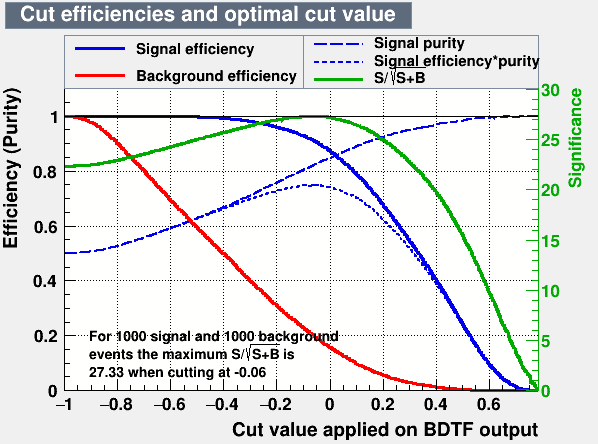 Cut efficiencies and optimal cut value
Signal efficiency
Background efficiency
Signal purity
Signal efficiency*purity
S/√S+B
Efficiency (Purity)
1
0.8
0.6
0.4
0.2
0
30
25
20
15
10
5
0
Significance
For 1000 signal and 1000 background
events the maximum S/√S+B is
27.33 when cutting at -0.06
−1 −0.8 −0.6 −0.4 −0.2 0 0.2 0.4 0.6
Cut value applied on BDTF output